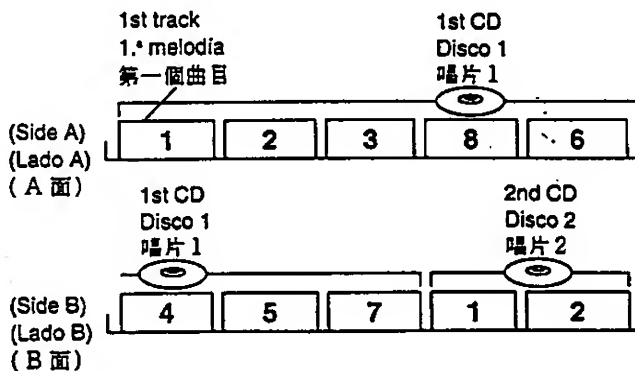 1st track
1.ª melodía
第一個曲目
1st CD
Disco 1
唱片 1
(Side A)
(Lado A)
( A 面 )
1 2 3 8 6
1st CD
Disco 1
唱片 1
2nd CD
Disco 2
唱片 2
(Side B)
(Lado B)
( B 面 )
4 5 7 1 2